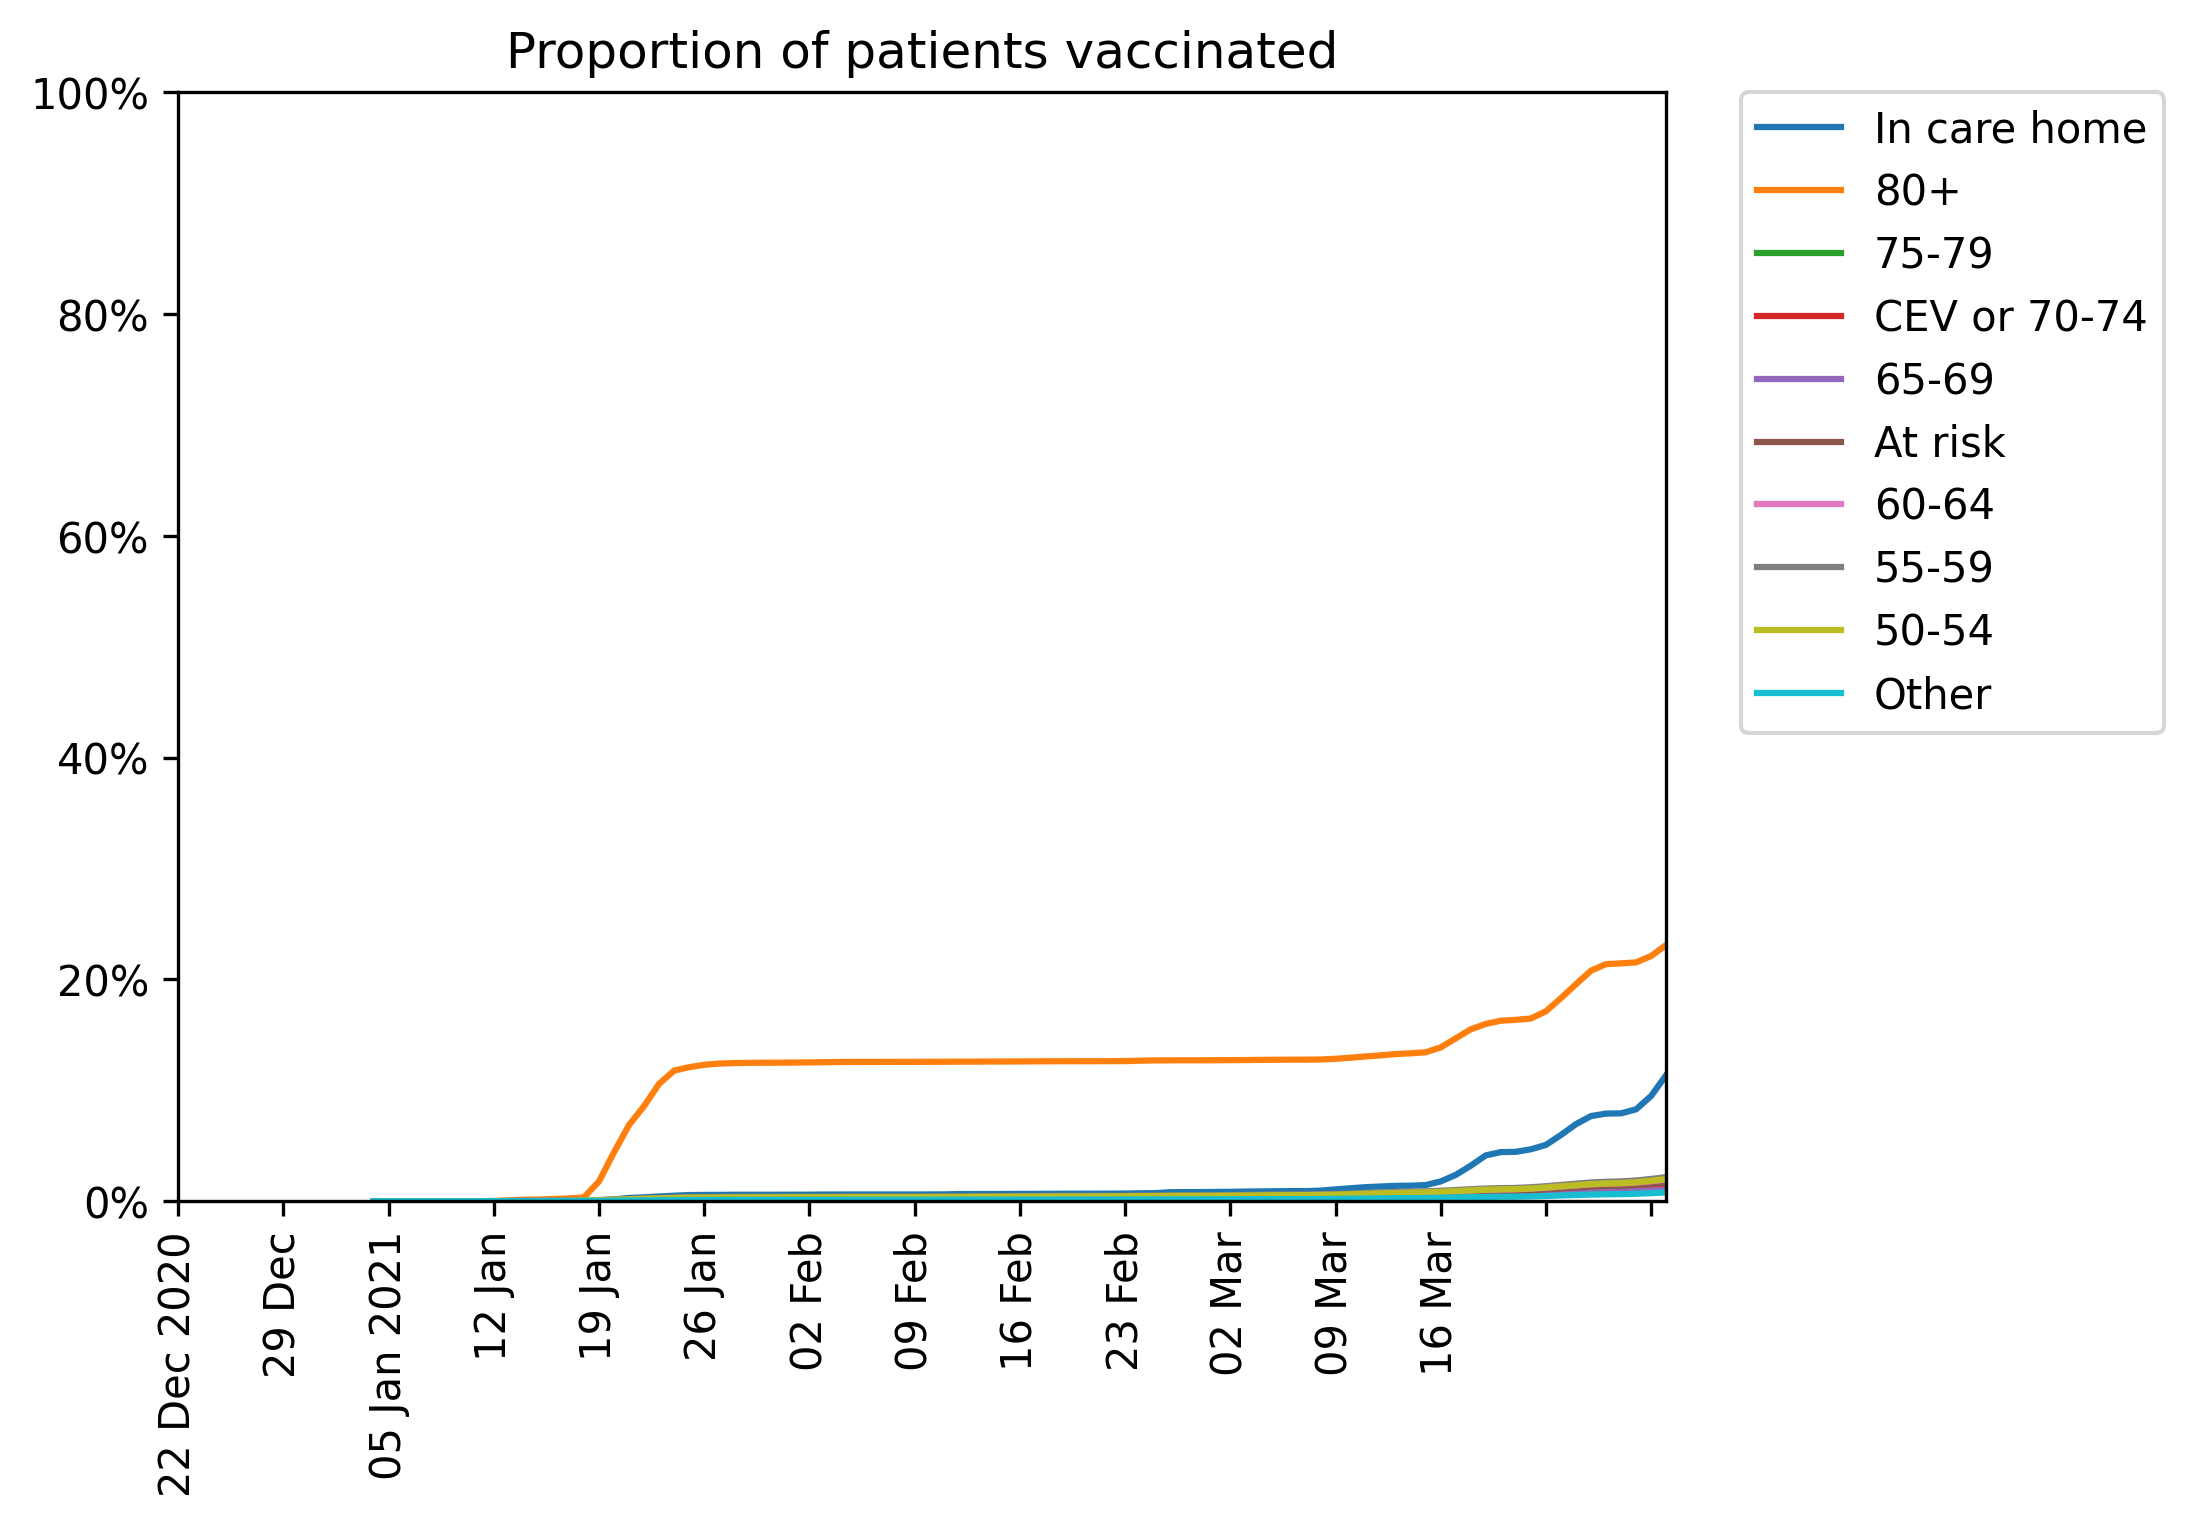 Proportion of patients vaccinated
100%
80%
60%
40%
20%
0%
22 Dec 2020
29 Dec
05 Jan 2021
12 Jan
19 Jan
26 Jan
02 Feb
09 Feb
16 Feb
23 Feb
02 Mar
09 Mar
16 Mar
In care home
80+
75-79
CEV or 70-74
65-69
At risk
60-64
55-59
50-54
Other